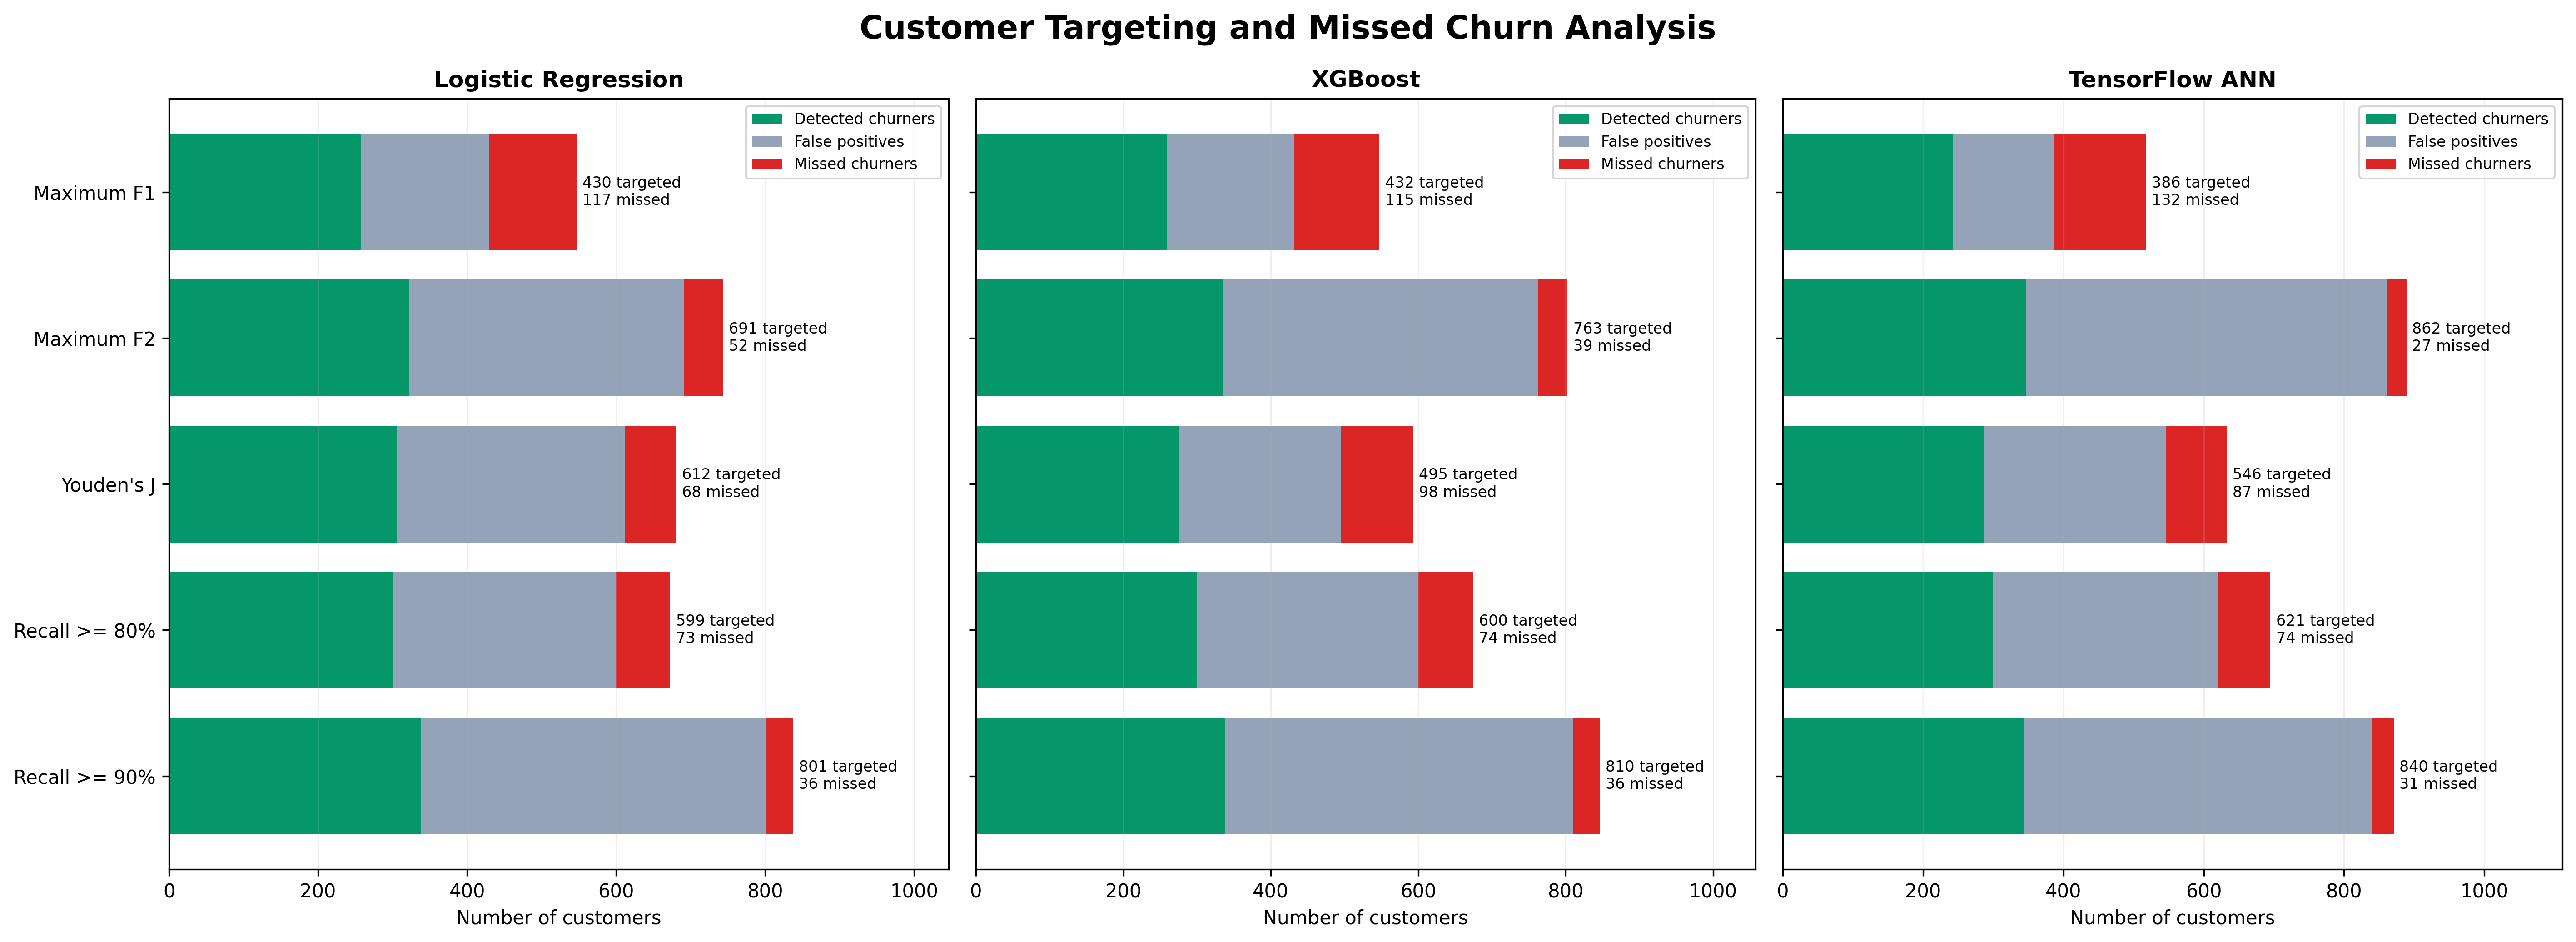 Customer Targeting and Missed Churn Analysis
Logistic Regression
Detected churners
False positives
Missed churners
Maximum F1
430 targeted
117 missed
Maximum F2
691 targeted
52 missed
Youden's J
612 targeted
68 missed
Recall >= 80%
599 targeted
73 missed
Recall >= 90%
801 targeted
36 missed
0 200 400 600 800 1000
Number of customers
XGBoost
Detected churners
False positives
Missed churners
432 targeted
115 missed
763 targeted
39 missed
495 targeted
98 missed
600 targeted
74 missed
810 targeted
36 missed
0 200 400 600 800 1000
Number of customers
TensorFlow ANN
Detected churners
False positives
Missed churners
386 targeted
132 missed
862 targeted
27 missed
546 targeted
87 missed
621 targeted
74 missed
840 targeted
31 missed
0 200 400 600 800 1000
Number of customers